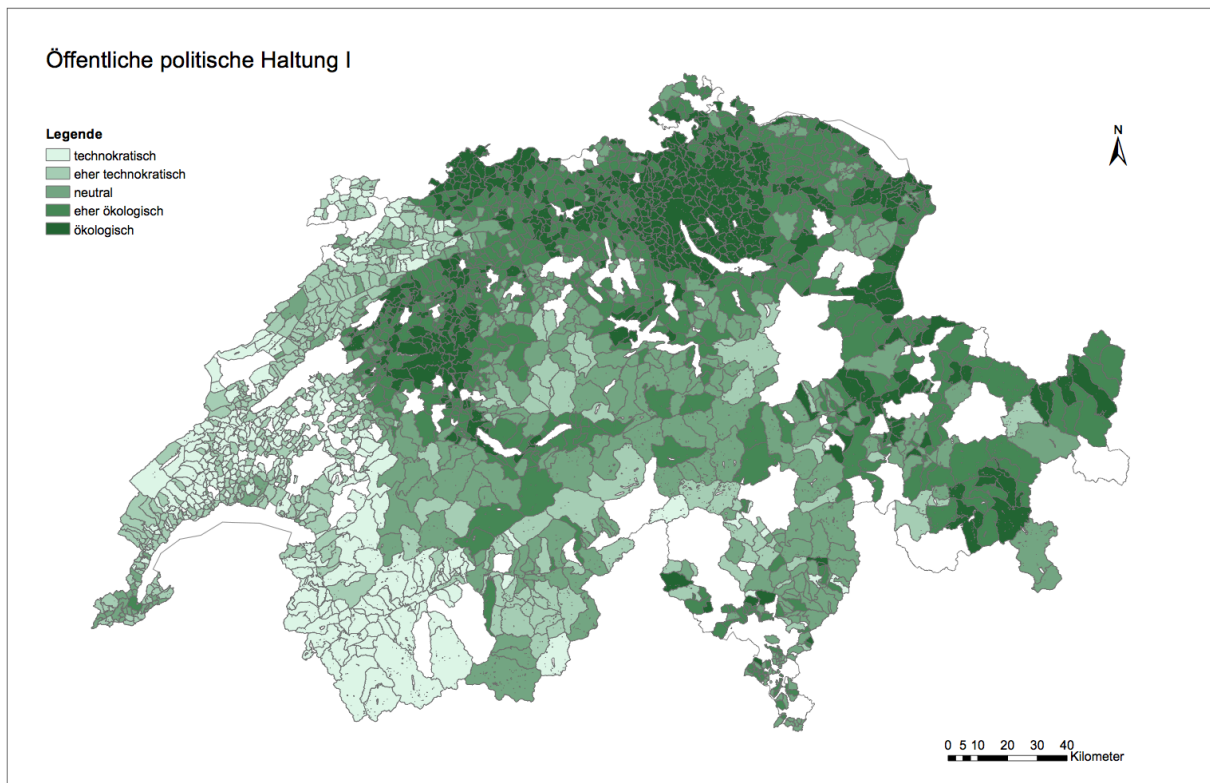 Öffentliche politische Haltung I
Legende
technokratisch
eher technokratisch
neutral
eher ökologisch
ökologisch
N
0 5 10 20 30 40
Kilometer